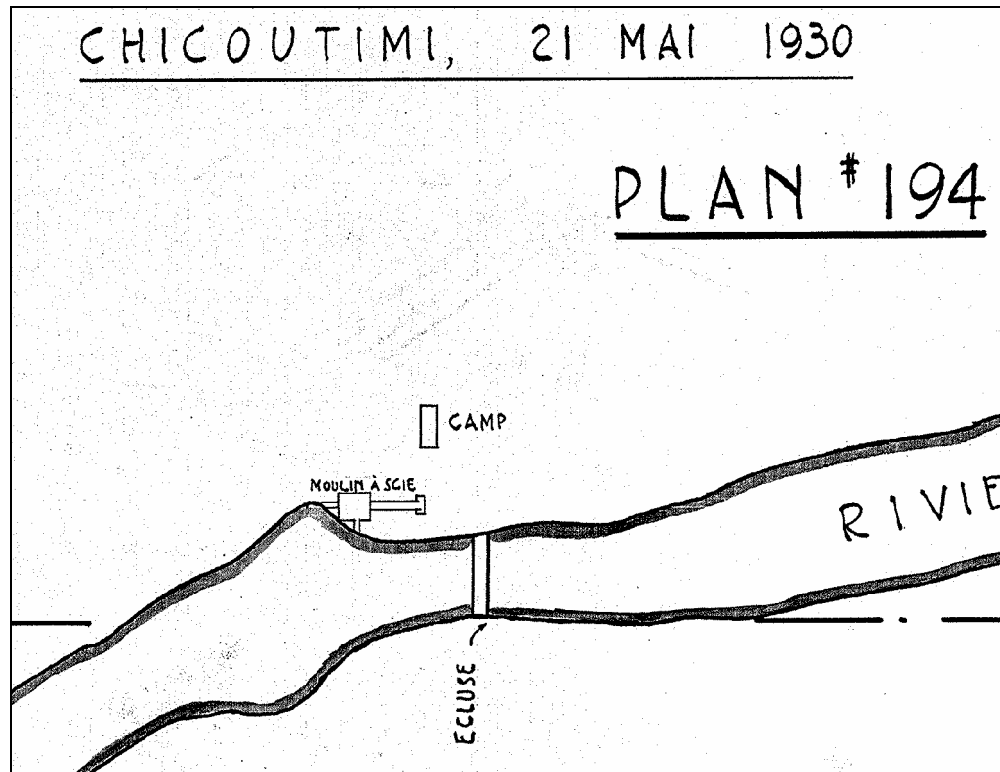 CHICOUTIMI, 21 MAI 1930
PLAN #194
CAMP
MOULIN À SCIE
RIVIE
ECLUSE